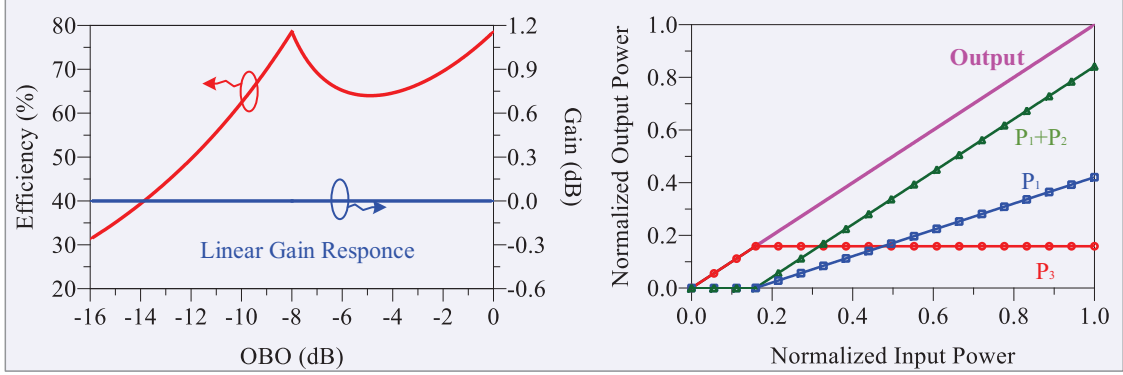 80
70
60
50
40
30
20
Efficiency (%)
1.2
0.9
0.6
0.3
0.0
-0.3
-0.6
Gain (dB)
Linear Gain Responce
-16 -14 -12 -10 -8 -6 -4 -2 0
OBO (dB)
1.0
0.8
0.6
0.4
0.2
0.0
Normalized Output Power
Output
P1+P2
P1
P3
0.0 0.2 0.4 0.6 0.8 1.0
Normalized Input Power